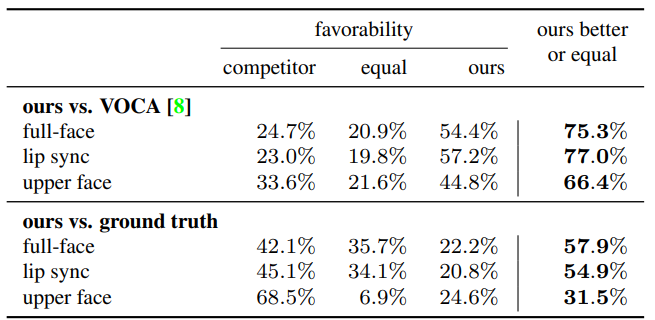 favorability ours better
competitor equal ours or equal
ours vs. VOCA [8]
full-face 24.7% 20.9% 54.4% 75.3%
lip sync 23.0% 19.8% 57.2% 77.0%
upper face 33.6% 21.6% 44.8% 66.4%
ours vs. ground truth
full-face 42.1% 35.7% 22.2% 57.9%
lip sync 45.1% 34.1% 20.8% 54.9%
upper face 68.5% 6.9% 24.6% 31.5%